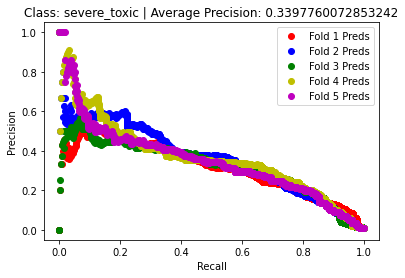 Class: severe_toxic | Average Precision: 0.3397760072853242
Fold 1 Preds
Fold 2 Preds
Fold 3 Preds
Fold 4 Preds
Fold 5 Preds
Precision
1.0
0.8
0.6
0.4
0.2
0.0
0.0 0.2 0.4 0.6 0.8 1.0
Recall